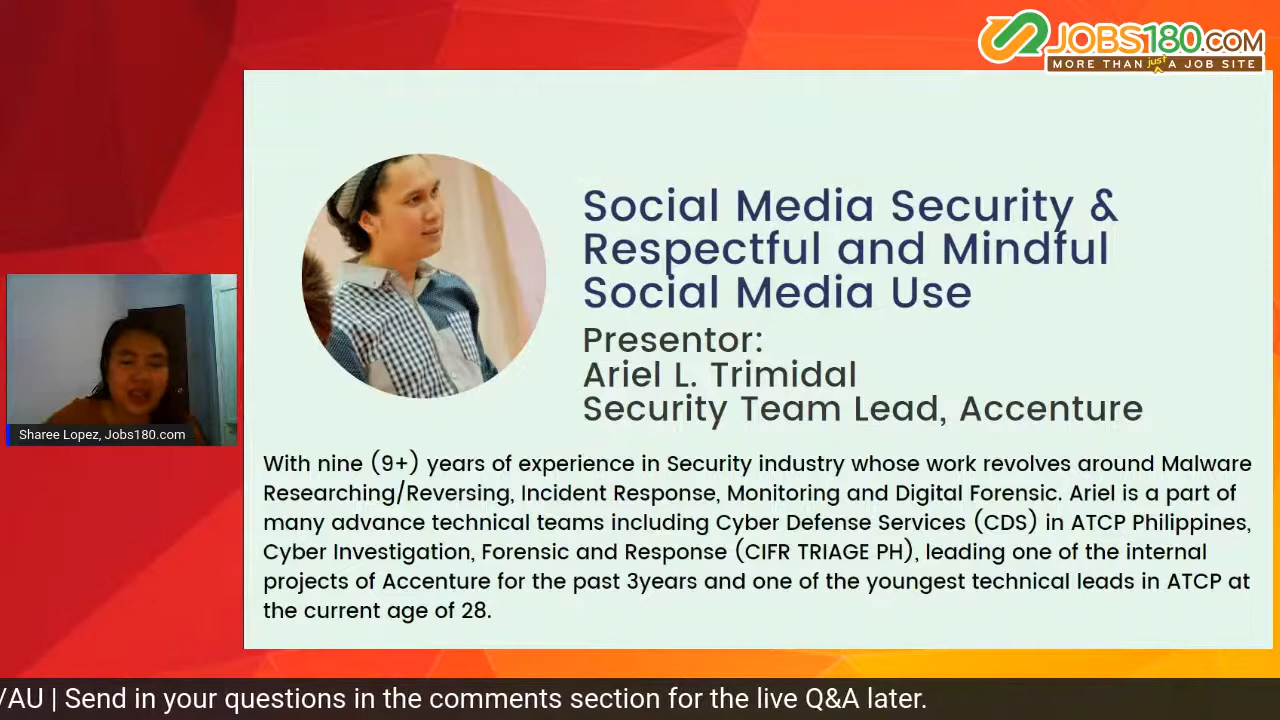 JOBS180.COM
MORE THAN just A JOB SITE
Social Media Security &
Respectful and Mindful
Social Media Use
Presentor:
Ariel L. Trimidal
Security Team Lead, Accenture
With nine (9+) years of experience in Security industry whose work revolves around Malware
Researching/Reversing, Incident Response, Monitoring and Digital Forensic. Ariel is a part of
many advance technical teams including Cyber Defense Services (CDS) in ATCP Philippines,
Cyber Investigation, Forensic and Response (CIFR TRIAGE PH), leading one of the internal
projects of Accenture for the past 3years and one of the youngest technical leads in ATCP at
the current age of 28.
Sharee Lopez, Jobs180.com
/AU | Send in your questions in the comments section for the live Q&A later.